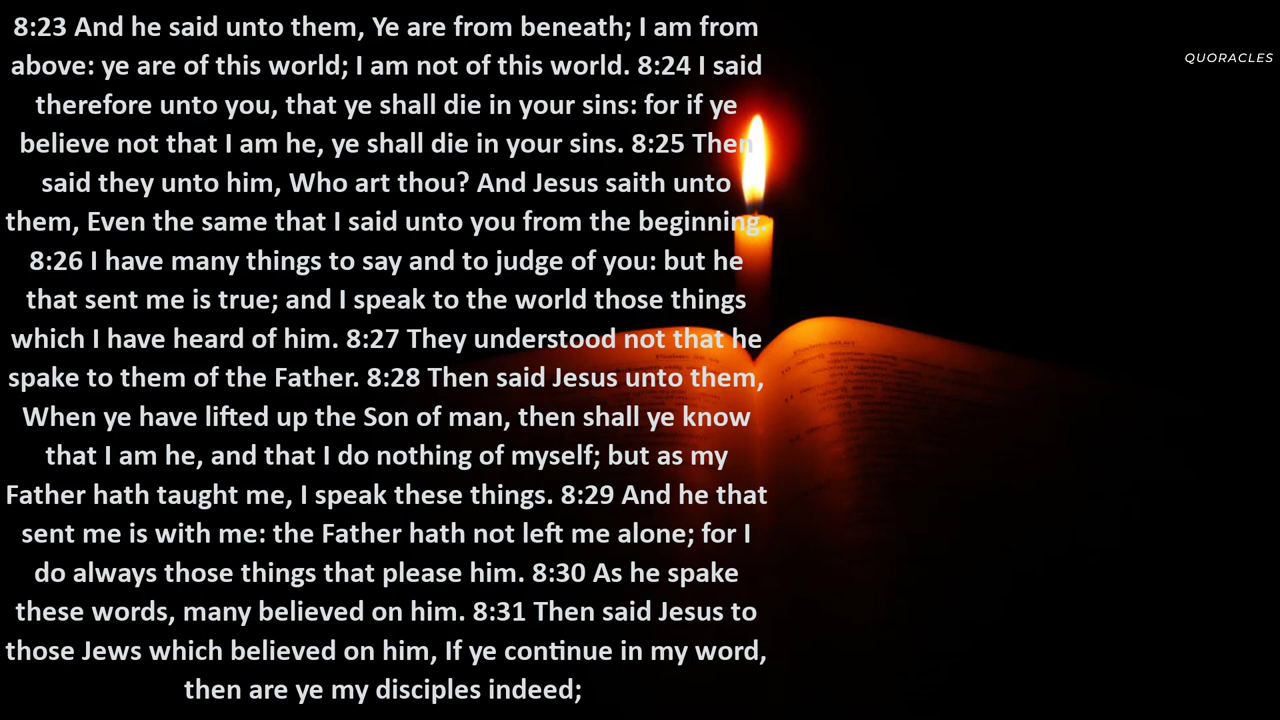 8:23 And he said unto them, Ye are from beneath; I am from
above: ye are of this world; I am not of this world. 8:24 I said
therefore unto you, that ye shall die in your sins: for if ye
believe not that I am he, ye shall die in your sins. 8:25 Then
said they unto him, Who art thou? And Jesus saith unto
them, Even the same that I said unto you from the beginning.
8:26 I have many things to say and to judge of you: but he
that sent me is true; and I speak to the world those things
which I have heard of him. 8:27 They understood not that he
spake to them of the Father. 8:28 Then said Jesus unto them,
When ye have lifted up the Son of man, then shall ye know
that I am he, and that I do nothing of myself; but as my
Father hath taught me, I speak these things. 8:29 And he that
sent me is with me: the Father hath not left me alone; for I
do always those things that please him. 8:30 As he spake
these words, many believed on him. 8:31 Then said Jesus to
those Jews which believed on him, If ye continue in my word,
then are ye my disciples indeed;
QUORACLES